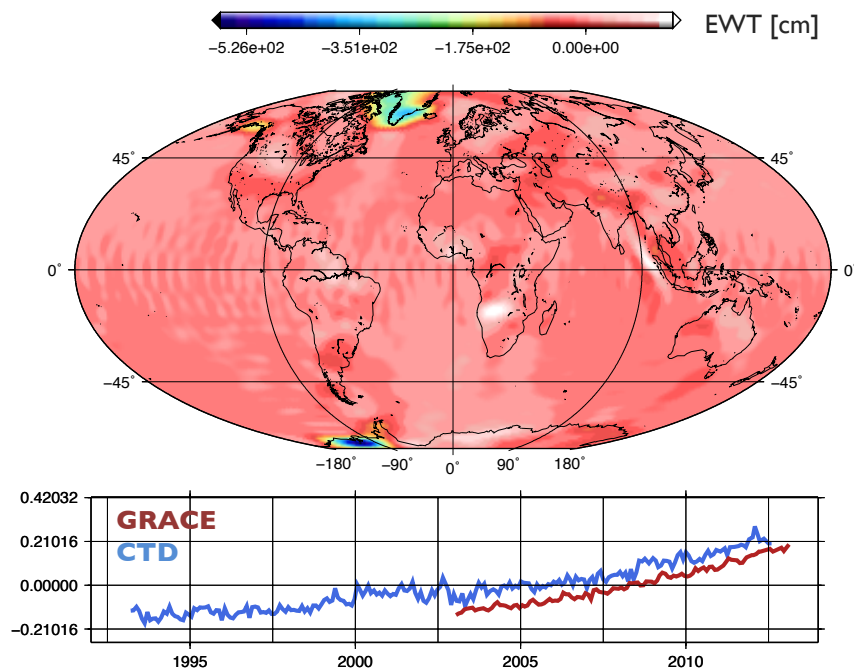 EWT [cm]
−5.26e+02 −3.51e+02 −1.75e+02 0.00e+00
45˚ 45˚
0˚ 0˚
−45˚ −45˚
−180˚ −90˚ 0˚ 90˚ 180˚
0.42032
GRACE
0.21016
CTD
0.00000
−0.21016
1995 2000 2005 2010